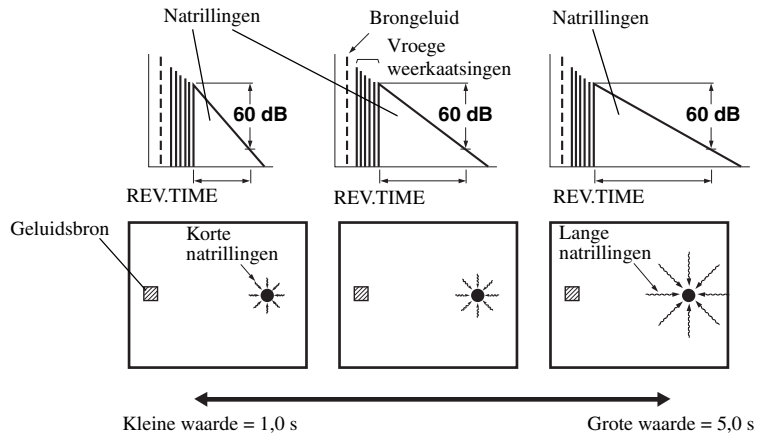 Natrillingen
Brongeluid
Vroege
weerkaatsingen
Natrillingen
60 dB
60 dB
60 dB
REV.TIME
REV.TIME
REV.TIME
Geluidsbron
Korte
natrillingen
Lange
natrillingen
Kleine waarde = 1,0 s
Grote waarde = 5,0 s